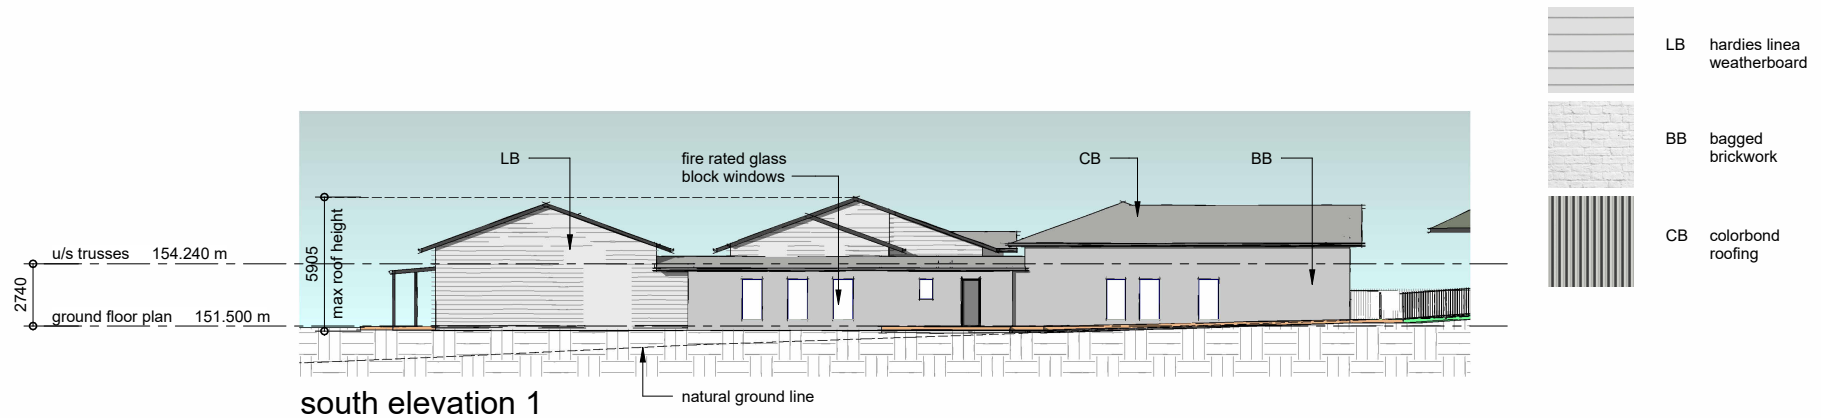 LB
hardies linea
weatherboard
BB
bagged
brickwork
CB
colorbond
roofing
LB
fire rated glass
block windows
CB
BB
5905
max roof height
2740
u/s trusses 154.240 m
ground floor plan 151.500 m
natural ground line
south elevation 1